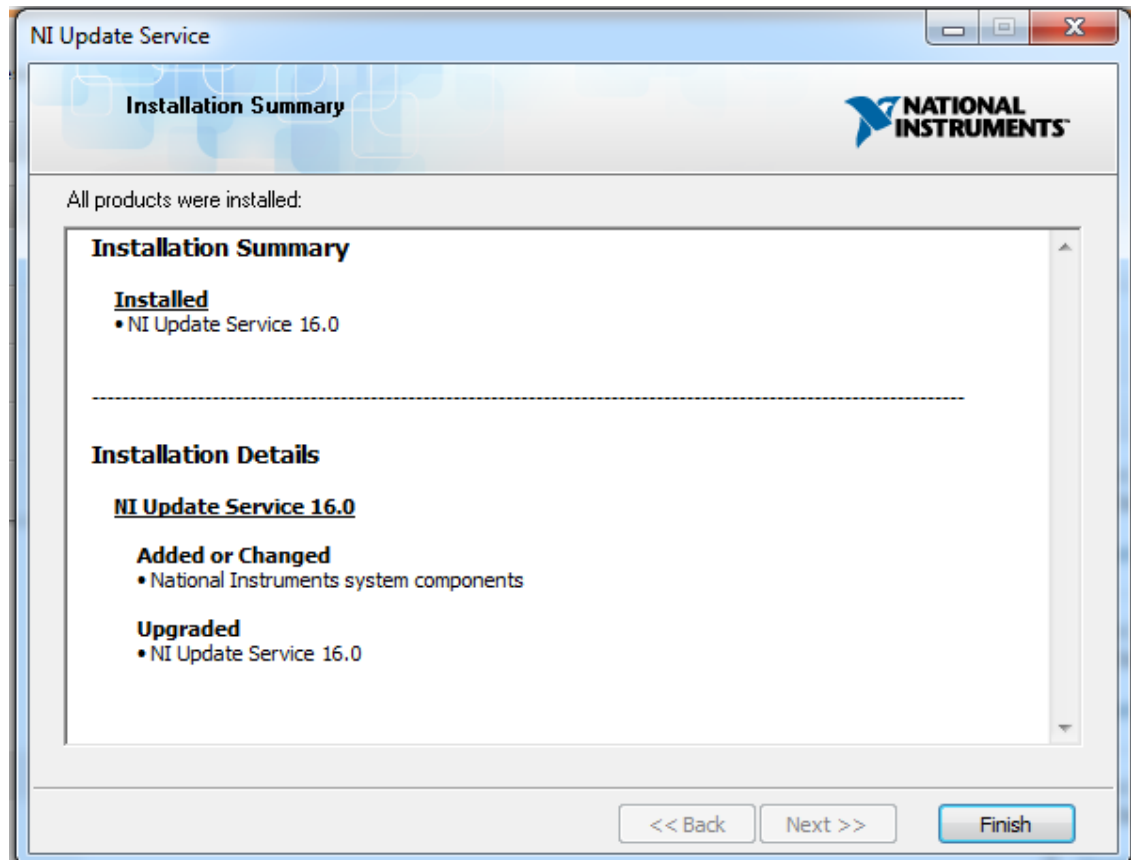 NI Update Service
Installation Summary
NATIONAL
INSTRUMENTS™
All products were installed:
Installation Summary
Installed
• NI Update Service 16.0
--------------------------------------------------------------------------------------------------------------------
Installation Details
NI Update Service 16.0
Added or Changed
• National Instruments system components
Upgraded
• NI Update Service 16.0
<< Back
Next >>
Finish